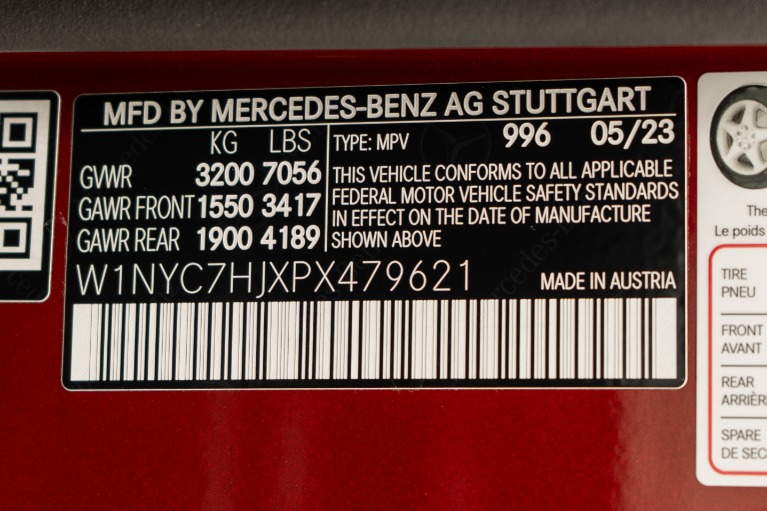 MFD BY MERCEDES-BENZ AG STUTTGART
KG LBS
GVWR 3200 7056
GAWR FRONT 1550 3417
GAWR REAR 1900 4189
TYPE: MPV 996 05/23
THIS VEHICLE CONFORMS TO ALL APPLICABLE
FEDERAL MOTOR VEHICLE SAFETY STANDARDS
IN EFFECT ON THE DATE OF MANUFACTURE
SHOWN ABOVE
W1NYC7HJXPX479621 MADE IN AUSTRIA
The
Le poids
TIRE
PNEU
FRONT
AVANT
REAR
ARRIÈR
SPARE
DE SEC